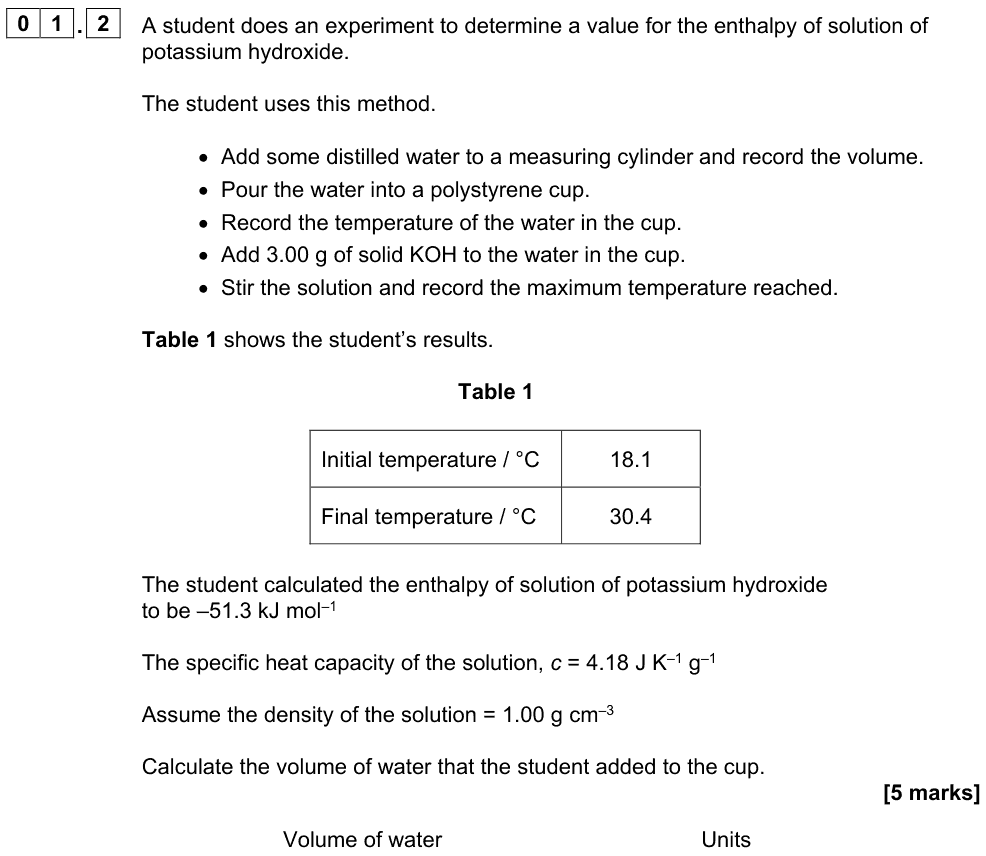 0 1 . 2 A student does an experiment to determine a value for the enthalpy of solution of
potassium hydroxide.
The student uses this method.
• Add some distilled water to a measuring cylinder and record the volume.
• Pour the water into a polystyrene cup.
• Record the temperature of the water in the cup.
• Add 3.00 g of solid KOH to the water in the cup.
• Stir the solution and record the maximum temperature reached.
Table 1 shows the student’s results.
Table 1
Initial temperature / °C 18.1
Final temperature / °C 30.4
The student calculated the enthalpy of solution of potassium hydroxide
to be –51.3 kJ mol⁻¹
The specific heat capacity of the solution, c = 4.18 J K⁻¹ g⁻¹
Assume the density of the solution = 1.00 g cm⁻³
Calculate the volume of water that the student added to the cup.
[5 marks]
Volume of water Units